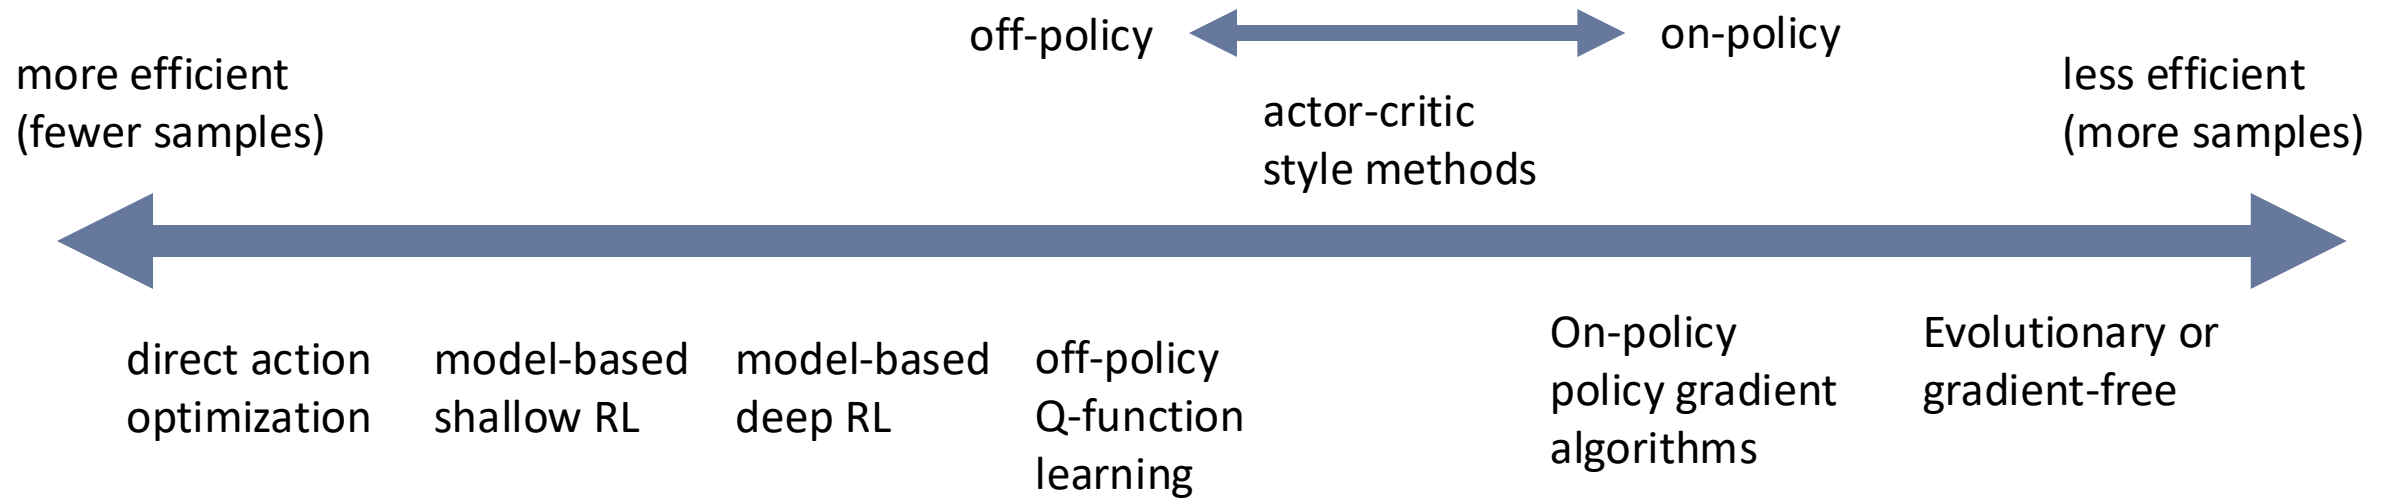 off-policy
on-policy
more efficient
(fewer samples)
actor-critic
style methods
less efficient
(more samples)
direct action
optimization
model-based
shallow RL
model-based
deep RL
off-policy
Q-function
learning
On-policy
policy gradient
algorithms
Evolutionary or
gradient-free